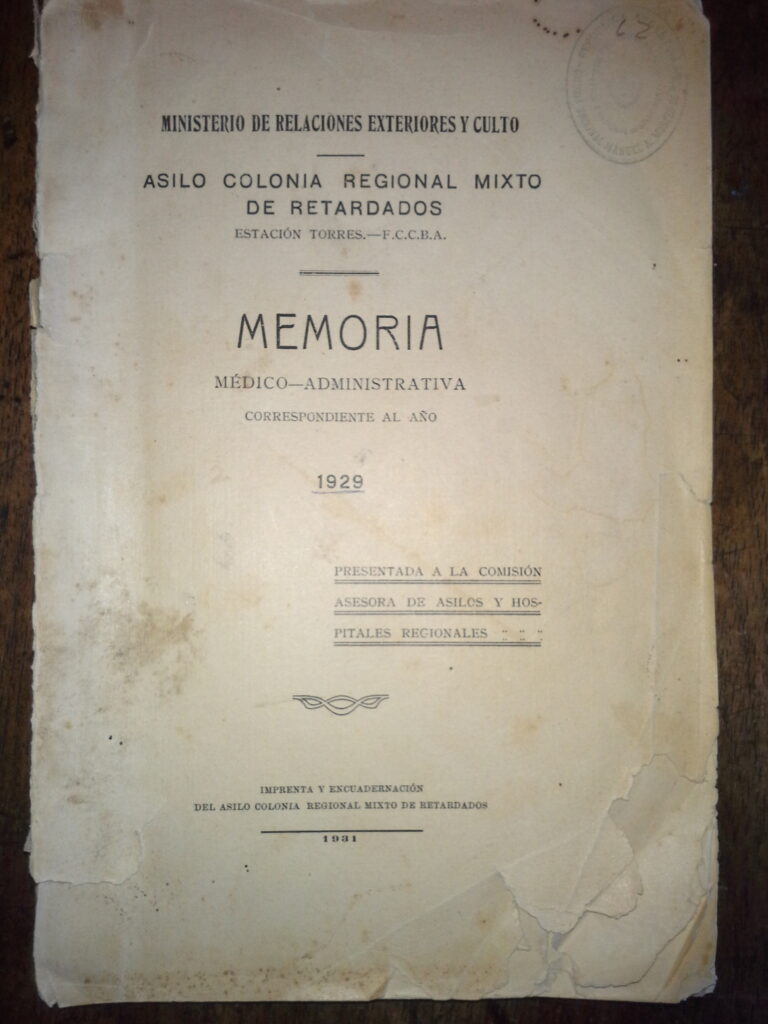 MINISTERIO DE RELACIONES EXTERIORES Y CULTO
ASILO COLONIA REGIONAL MIXTO
DE RETARDADOS
ESTACIÓN TORRES.—F.C.C.B.A.
MEMORIA
MÉDICO—ADMINISTRATIVA
CORRESPONDIENTE AL AÑO
1929
PRESENTADA A LA COMISIÓN
ASESORA DE ASILOS Y HOS-
PITALES REGIONALES
IMPRENTA Y ENCUADERNACIÓN
DEL ASILO COLONIA REGIONAL MIXTO DE RETARDADOS
1931